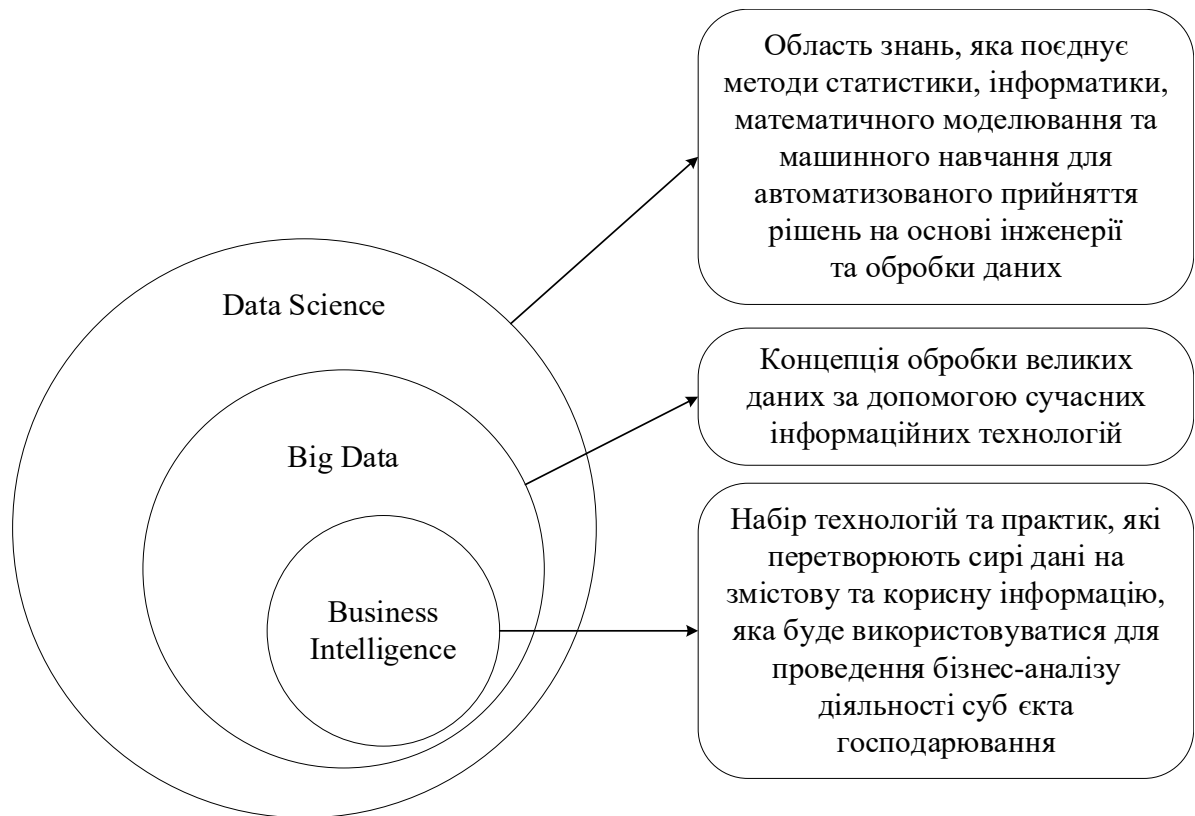 Область знань, яка поєднує
методи статистики, інформатики,
математичного моделювання та
машинного навчання для
автоматизованого прийняття
рішень на основі інженерії
та обробки даних
Data Science
Концепція обробки великих
даних за допомогою сучасних
інформаційних технологій
Big Data
Набір технологій та практик, які
перетворюють сирі дані на
змістову та корисну інформацію,
яка буде використовуватися для
проведення бізнес-аналізу
діяльності суб єкта
господарювання
Business
Intelligence